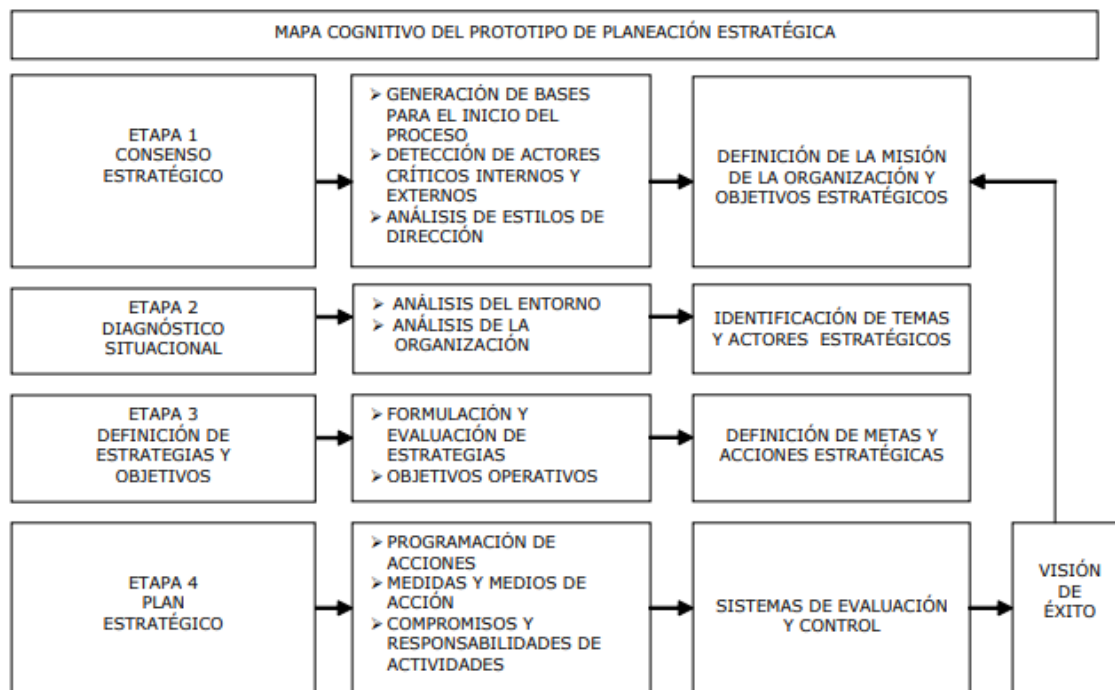 MAPA COGNITIVO DEL PROTOTIPO DE PLANEACIÓN ESTRATÉGICA
ETAPA 1
CONSENSO
ESTRATÉGICO
➢ GENERACIÓN DE BASES
PARA EL INICIO DEL
PROCESO
➢ DETECCIÓN DE ACTORES
CRÍTICOS INTERNOS Y
EXTERNOS
➢ ANÁLISIS DE ESTILOS DE
DIRECCIÓN
DEFINICIÓN DE LA MISIÓN
DE LA ORGANIZACIÓN Y
OBJETIVOS ESTRATÉGICOS
ETAPA 2
DIAGNÓSTICO
SITUACIONAL
➢ ANÁLISIS DEL ENTORNO
➢ ANÁLISIS DE LA
ORGANIZACIÓN
IDENTIFICACIÓN DE TEMAS
Y ACTORES ESTRATÉGICOS
ETAPA 3
DEFINICIÓN DE
ESTRATEGIAS Y
OBJETIVOS
➢ FORMULACIÓN Y
EVALUACIÓN DE
ESTRATEGIAS
➢ OBJETIVOS OPERATIVOS
DEFINICIÓN DE METAS Y
ACCIONES ESTRATÉGICAS
ETAPA 4
PLAN
ESTRATÉGICO
➢ PROGRAMACIÓN DE
ACCIONES
➢ MEDIDAS Y MEDIOS DE
ACCIÓN
➢ COMPROMISOS Y
RESPONSABILIDADES DE
ACTIVIDADES
SISTEMAS DE EVALUACIÓN
Y CONTROL
VISIÓN
DE
ÉXITO